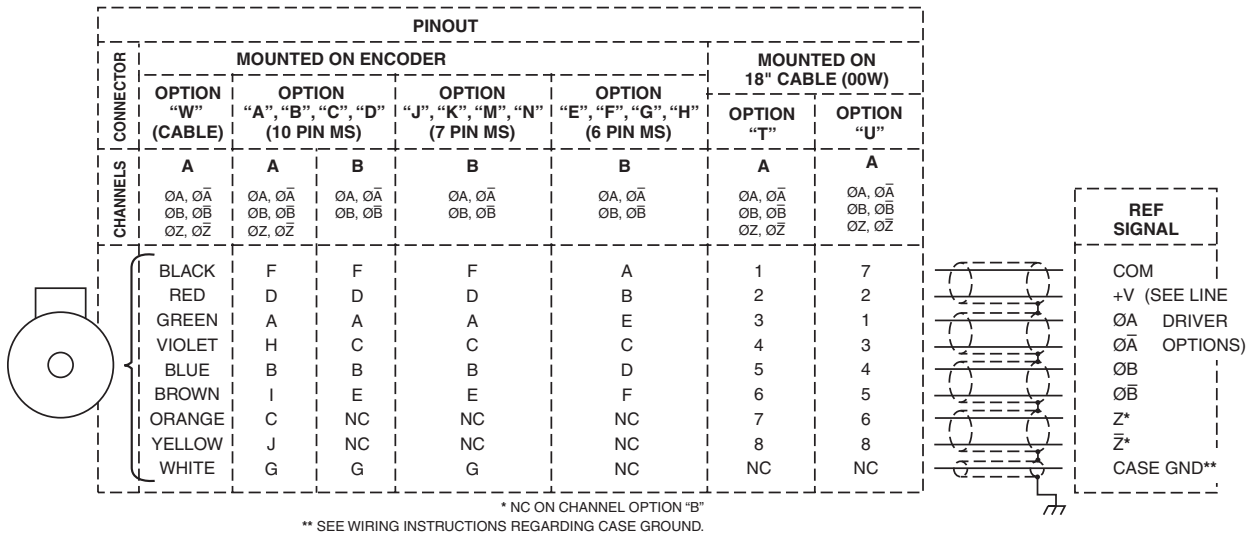 PINOUT
CONNECTOR
MOUNTED ON ENCODER
MOUNTED ON
18" CABLE (00W)
OPTION
“W”
(CABLE)
OPTION
“A”, “B”, “C”, “D”
(10 PIN MS)
OPTION
“J”, “K”, “M”, “N”
(7 PIN MS)
OPTION
“E”, “F”, “G”, “H”
(6 PIN MS)
OPTION
“T”
OPTION
“U”
CHANNELS
A A B B B A A
ØA, ØA̅ ØA, ØA̅ ØA, ØA̅ ØA, ØA̅ ØA, ØA̅ ØA, ØA̅ ØA, ØA̅
ØB, ØB̅ ØB, ØB̅ ØB, ØB̅ ØB, ØB̅ ØB, ØB̅ ØB, ØB̅ ØB, ØB̅
ØZ, ØZ̅ ØZ, ØZ̅ ØZ, ØZ̅ ØZ, ØZ̅
REF
SIGNAL
BLACK F F F A 1 7 COM
RED D D D B 2 2 +V (SEE LINE
GREEN A A A E 3 1 ØA DRIVER
VIOLET H C C C 4 3 ØA̅ OPTIONS)
BLUE B B B D 5 4 ØB
BROWN I E E F 6 5 ØB̅
ORANGE C NC NC NC 7 6 Z*
YELLOW J NC NC NC 8 8 Z̅*
WHITE G G G NC NC NC CASE GND**
* NC ON CHANNEL OPTION “B”
** SEE WIRING INSTRUCTIONS REGARDING CASE GROUND.